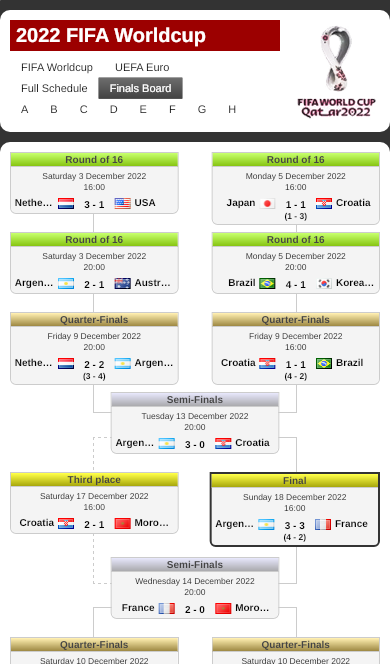 2022 FIFA Worldcup
FIFA Worldcup UEFA Euro
Full Schedule Finals Board
A B C D E F G H
FIFA WORLD CUP
Qatar2022
Round of 16
Saturday 3 December 2022
16:00
Nethe... 3 - 1 USA
Round of 16
Monday 5 December 2022
16:00
Japan 1 - 1 Croatia
(1 - 3)
Round of 16
Saturday 3 December 2022
20:00
Argen... 2 - 1 Austr...
Round of 16
Monday 5 December 2022
20:00
Brazil 4 - 1 Korea...
Quarter-Finals
Friday 9 December 2022
20:00
Nethe... 2 - 2 Argen...
(3 - 4)
Quarter-Finals
Friday 9 December 2022
16:00
Croatia 1 - 1 Brazil
(4 - 2)
Semi-Finals
Tuesday 13 December 2022
20:00
Argen... 3 - 0 Croatia
Third place
Saturday 17 December 2022
16:00
Croatia 2 - 1 Moro...
Final
Sunday 18 December 2022
16:00
Argen... 3 - 3 France
(4 - 2)
Semi-Finals
Wednesday 14 December 2022
20:00
France 2 - 0 Moro...
Quarter-Finals
Saturday 10 December 2022
Quarter-Finals
Saturday 10 December 2022